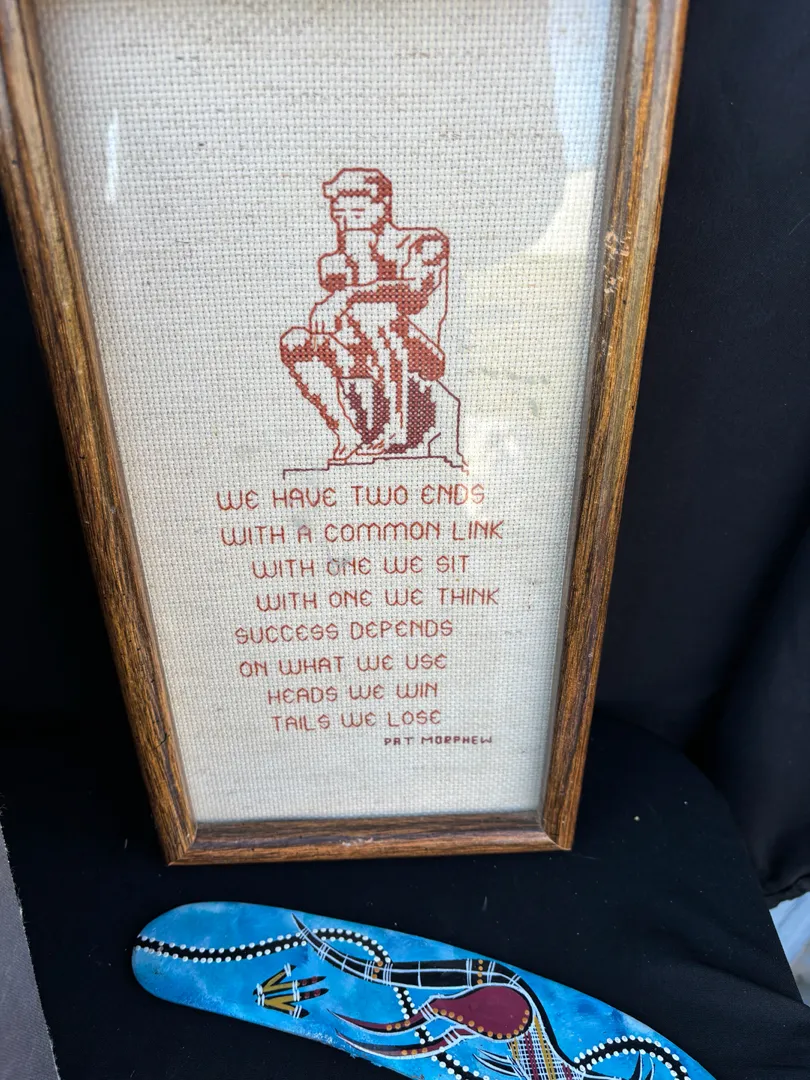 WE HAVE TWO ENDS
WITH A COMMON LINK
WITH ONE WE SIT
WITH ONE WE THINK
SUCCESS DEPENDS
ON WHAT WE USE
HEADS WE WIN
TAILS WE LOSE
PAT MORPHEW